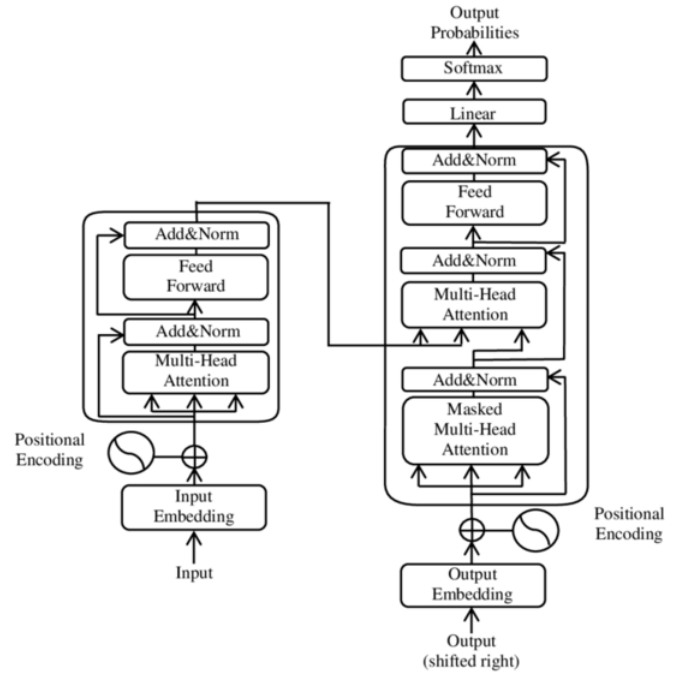 Output
Probabilities
Softmax
Linear
Add&Norm
Feed
Forward
Add&Norm
Multi-Head
Attention
Add&Norm
Masked
Multi-Head
Attention
Positional
Encoding
Output
Embedding
Output
(shifted right)
Add&Norm
Feed
Forward
Add&Norm
Multi-Head
Attention
Positional
Encoding
Input
Embedding
Input